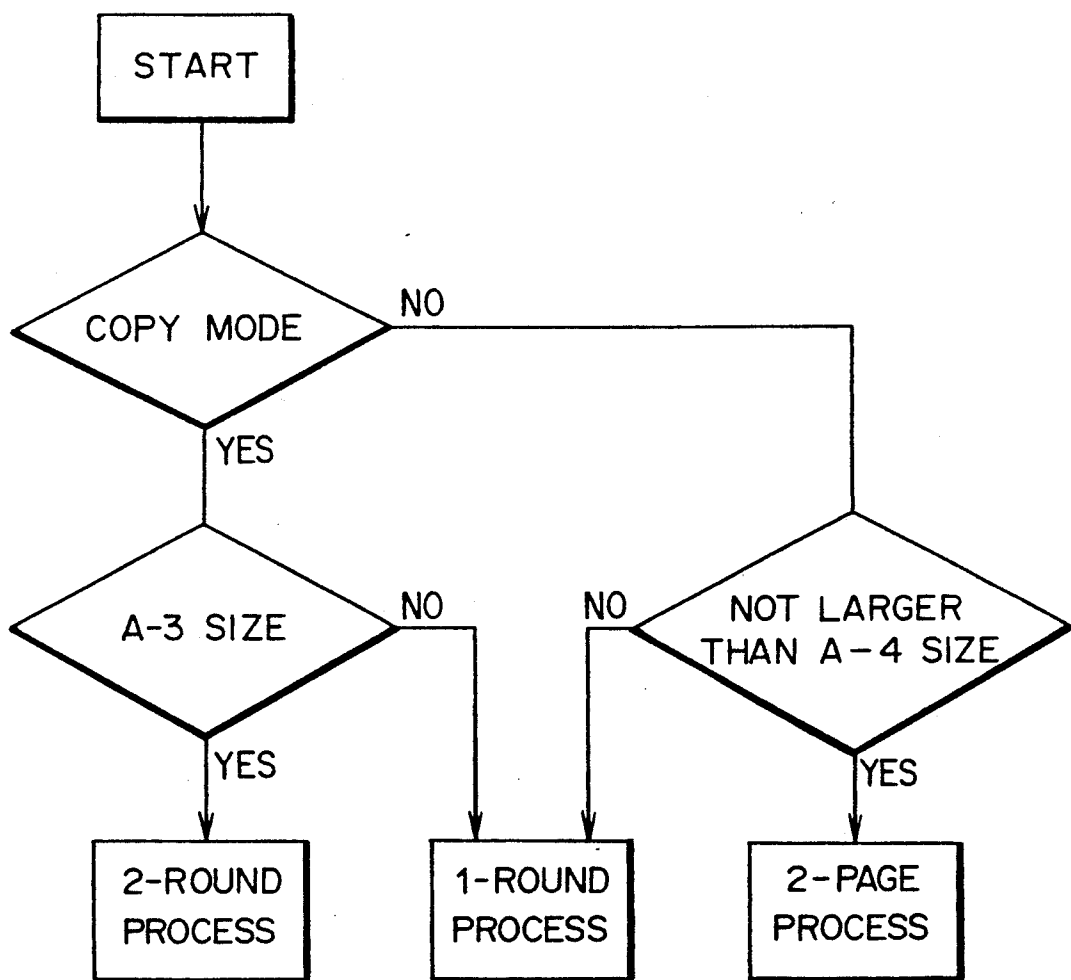 START
COPY MODE
NO
YES
A-3 SIZE
NO
NO
NOT LARGER
THAN A-4 SIZE
YES
YES
2-ROUND
PROCESS
1-ROUND
PROCESS
2-PAGE
PROCESS